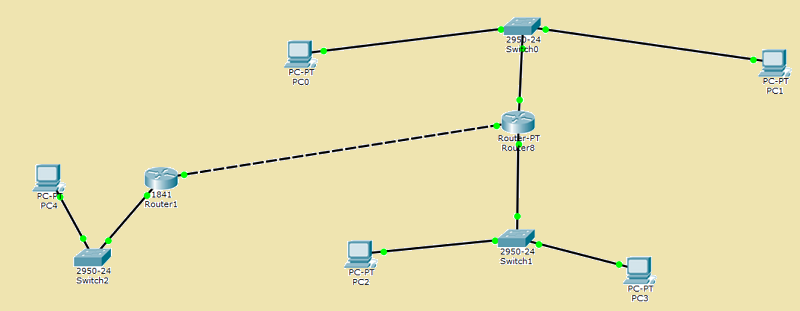 2950-24
Switch0
PC-PT
PC0
PC-PT
PC1
Router-PT
Router8
PC-PT
PC4
1841
Router1
2950-24
Switch2
PC-PT
PC2
2950-24
Switch1
PC-PT
PC3